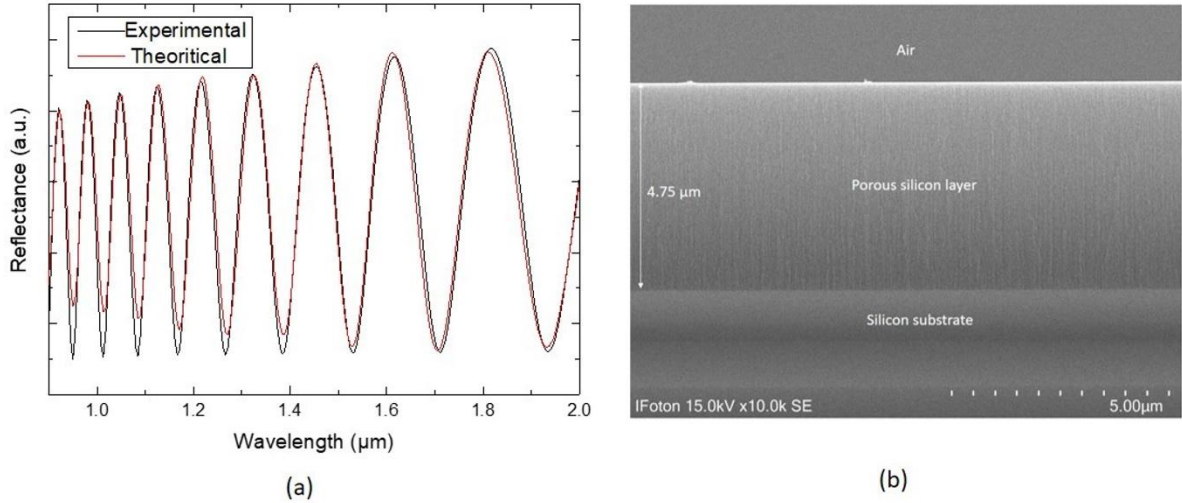 Experimental
Theoritical
Reflectance (a.u.)
1.0 1.2 1.4 1.6 1.8 2.0
Wavelength (µm)
(a)
Air
4.75 µm
Porous silicon layer
Silicon substrate
IFoton 15.0kV x10.0k SE 5.00µm
(b)